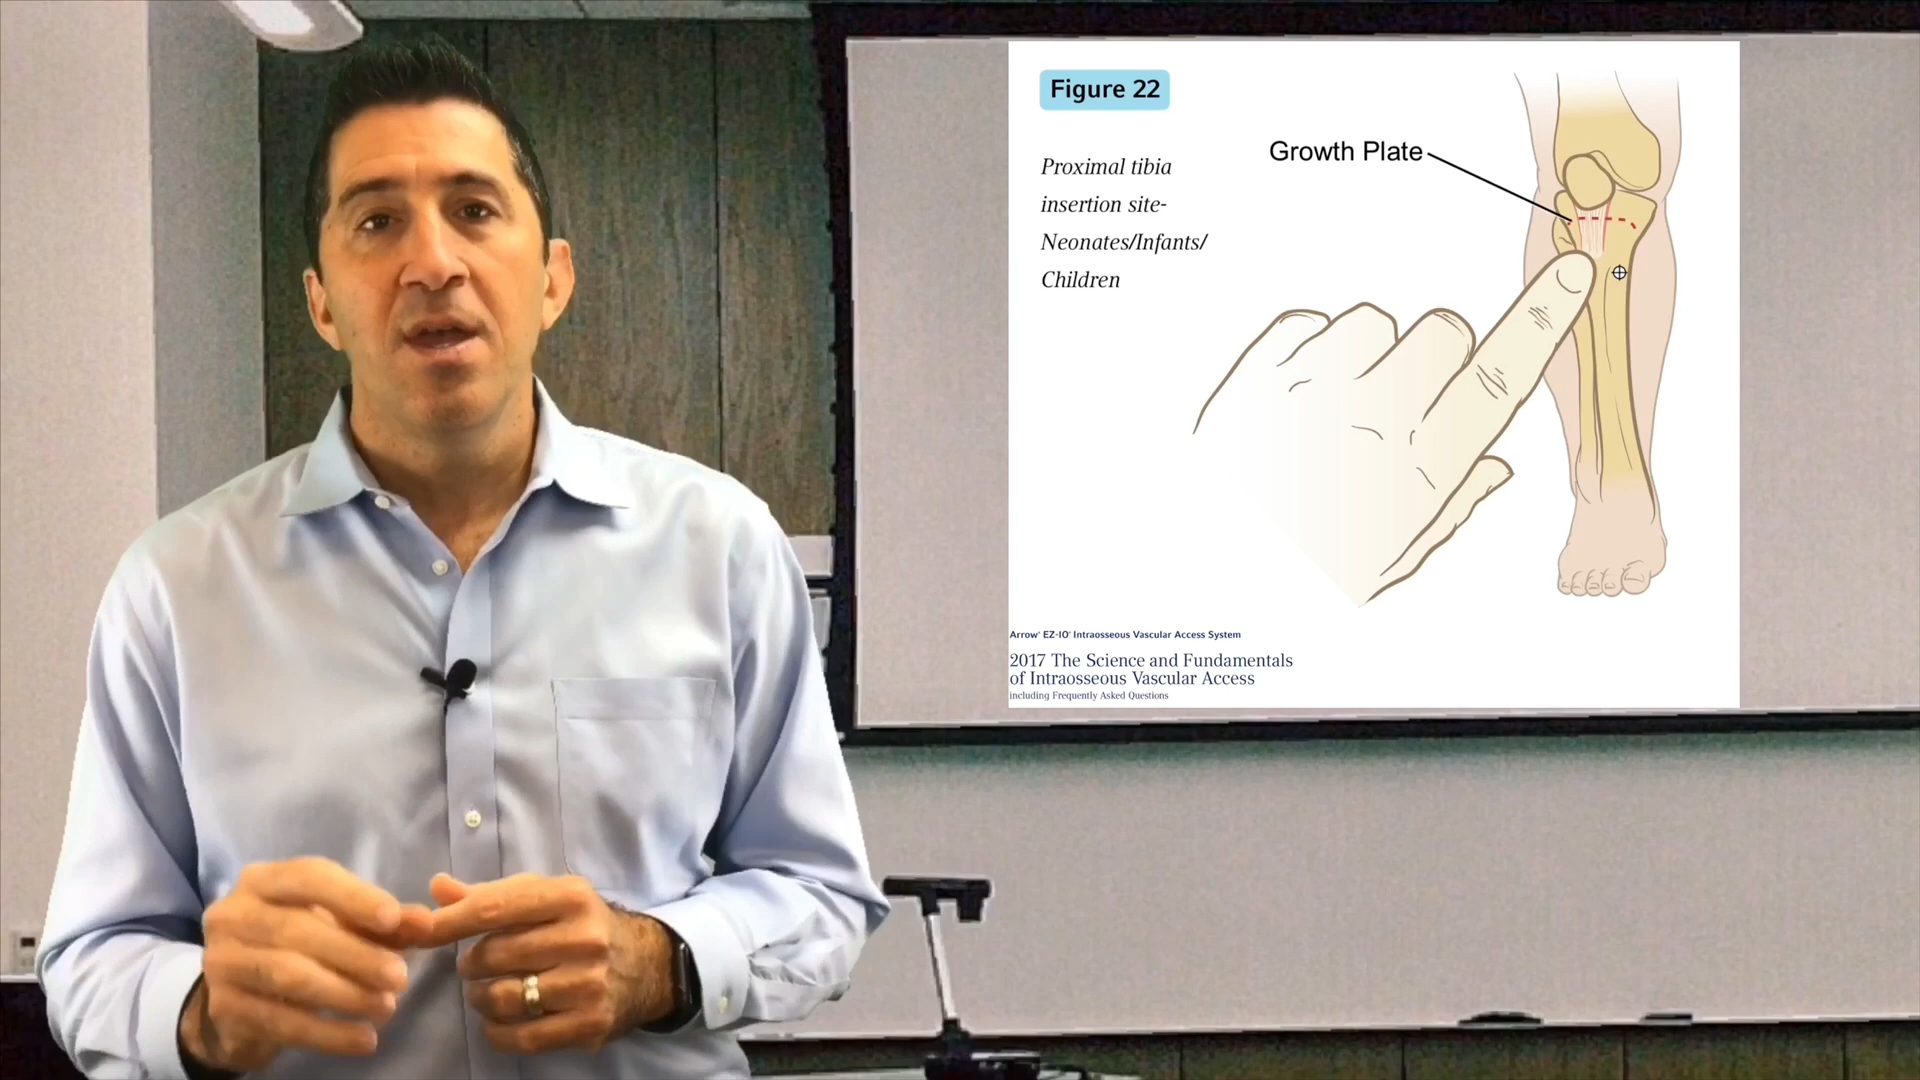 Figure 22
Growth Plate
Proximal tibia
insertion site-
Neonates/Infants/
Children
Arrow® EZ-IO® Intraosseous Vascular Access System
2017 The Science and Fundamentals
of Intraosseous Vascular Access
including Frequently Asked Questions